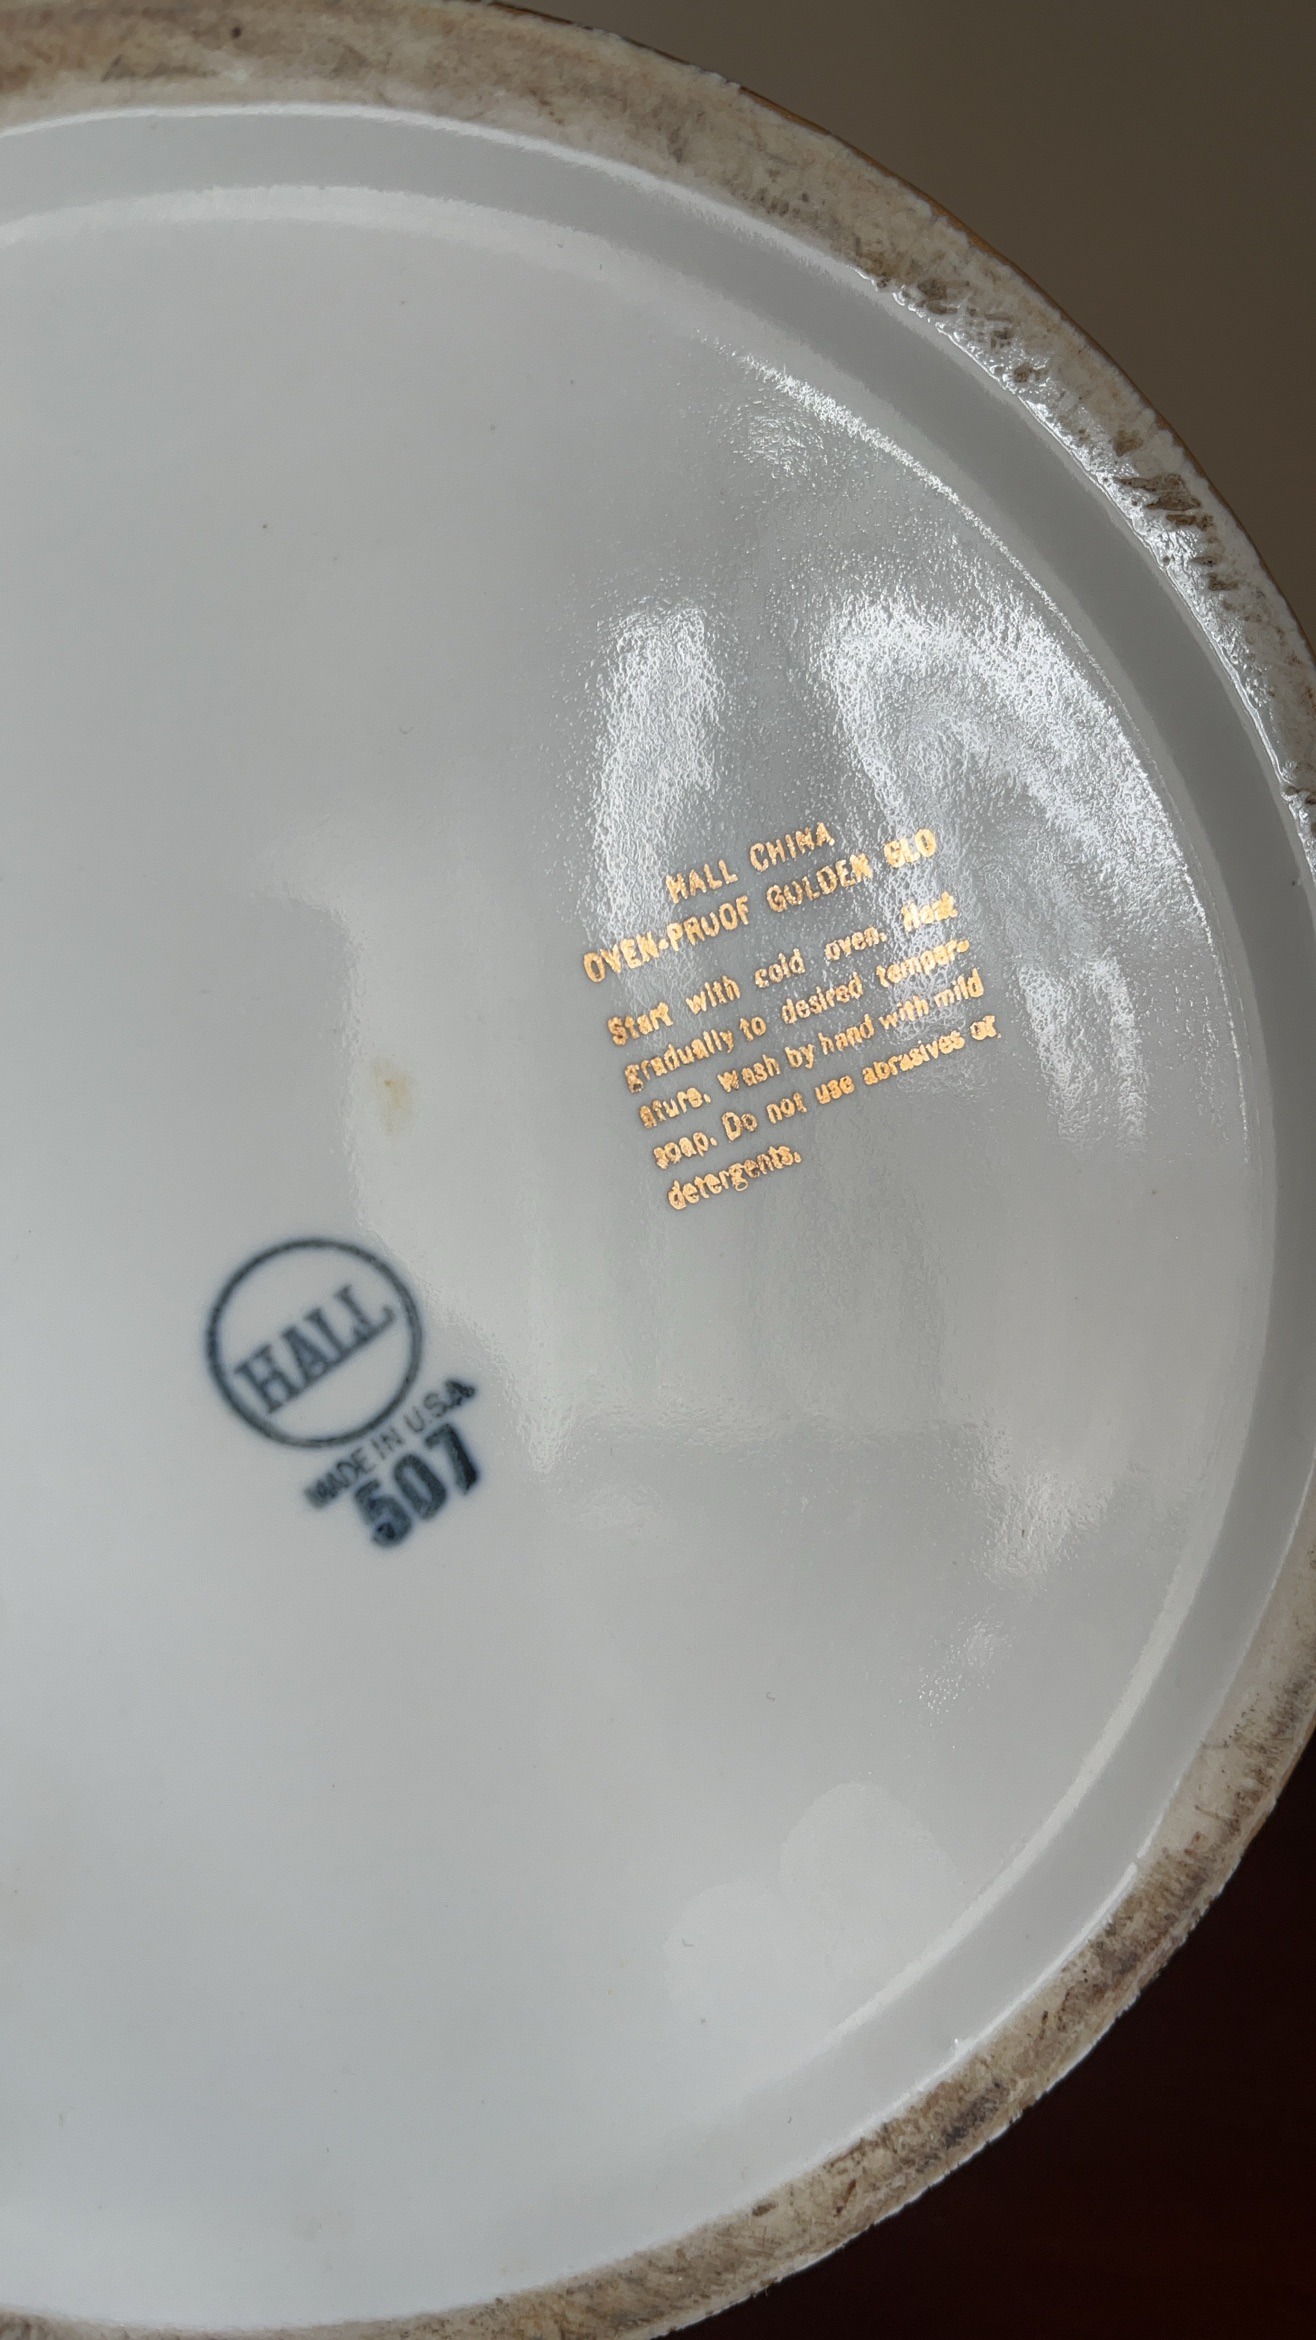 HALL CHINA
OVEN-PROOF GOLDEN GLO
Start with cold oven. Heat
gradually to desired temper-
ature. Wash by hand with mild
soap. Do not use abrasives or
detergents.
HALL
MADE IN U.S.A
507